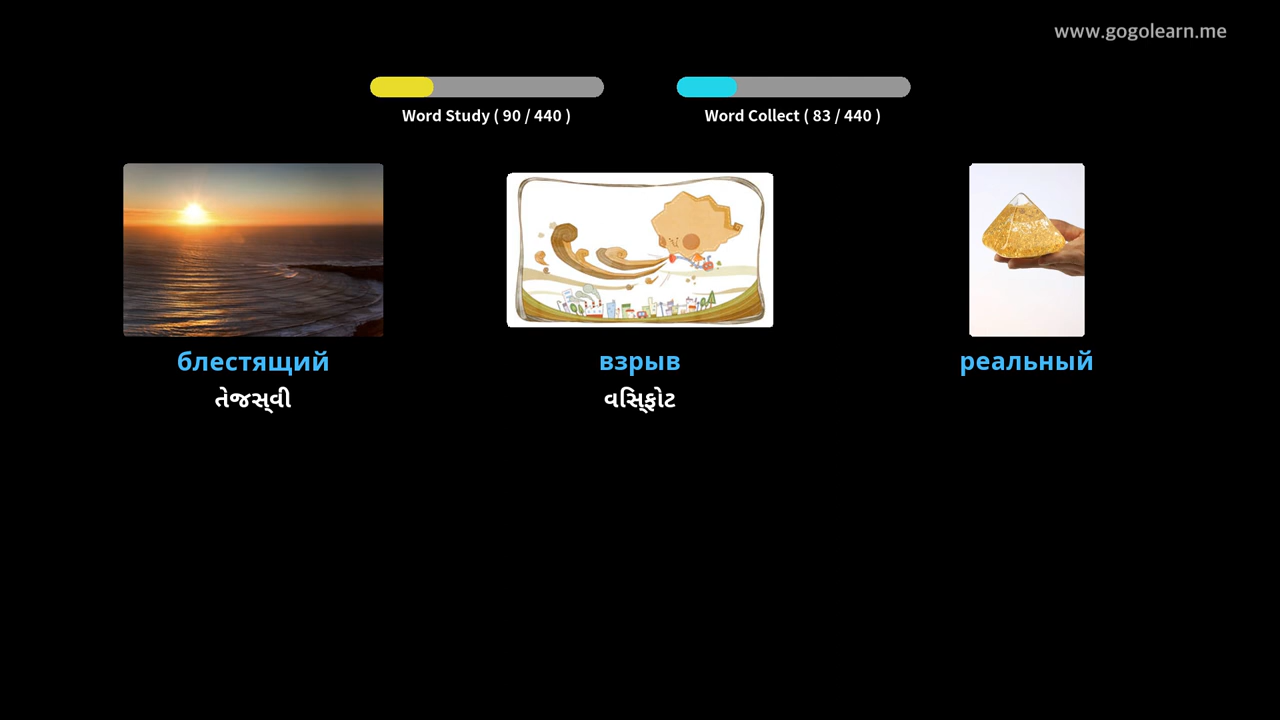 www.gogolearn.me
Word Study ( 90 / 440 )
Word Collect ( 83 / 440 )
блестящий
взрыв
реальный
તેજસ્વી
વિસ્ફોટ